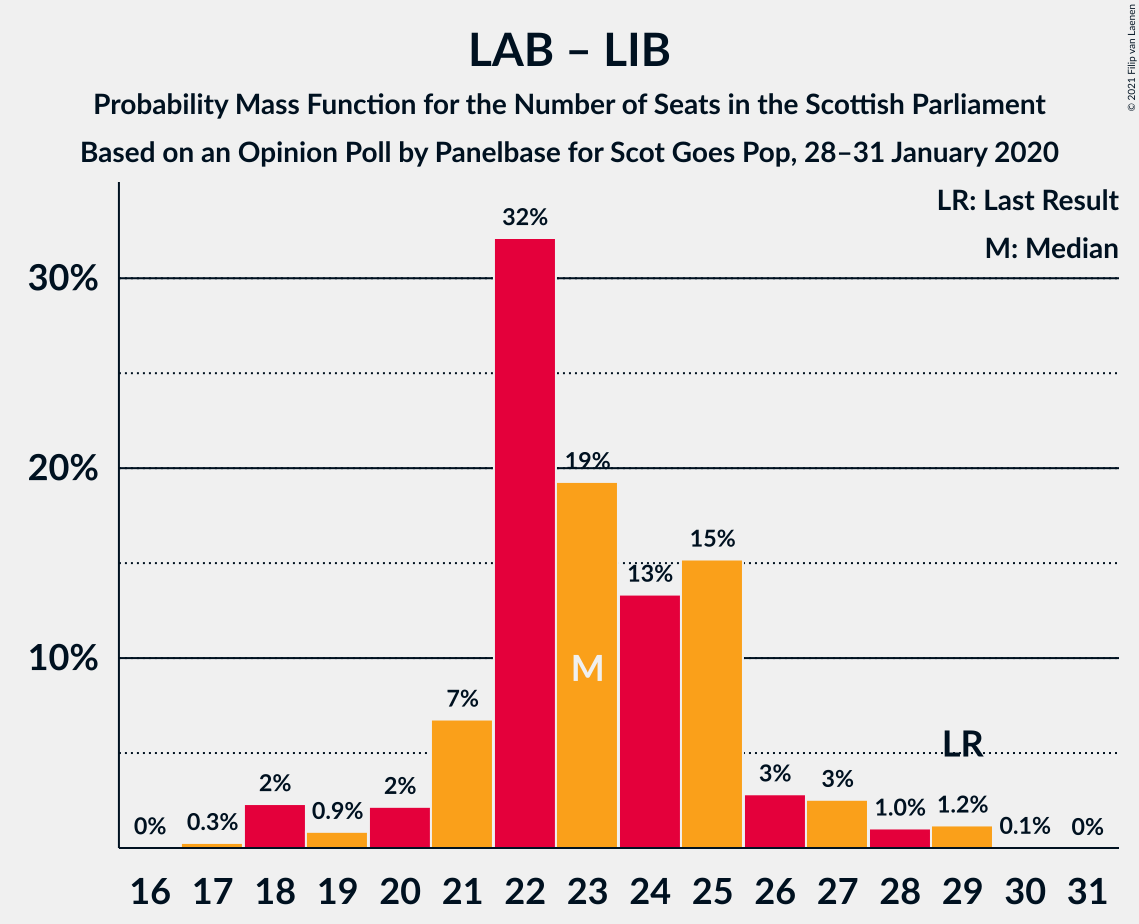 LAB – LIB
Probability Mass Function for the Number of Seats in the Scottish Parliament
Based on an Opinion Poll by Panelbase for Scot Goes Pop, 28–31 January 2020
© 2021 Filip van Laenen
LR: Last Result
M: Median
30%
20%
10%
0%
0.3%
2%
0.9%
2%
7%
32%
19%
13%
15%
3%
3%
1.0%
1.2%
0.1%
0%
M
LR
16 17 18 19 20 21 22 23 24 25 26 27 28 29 30 31